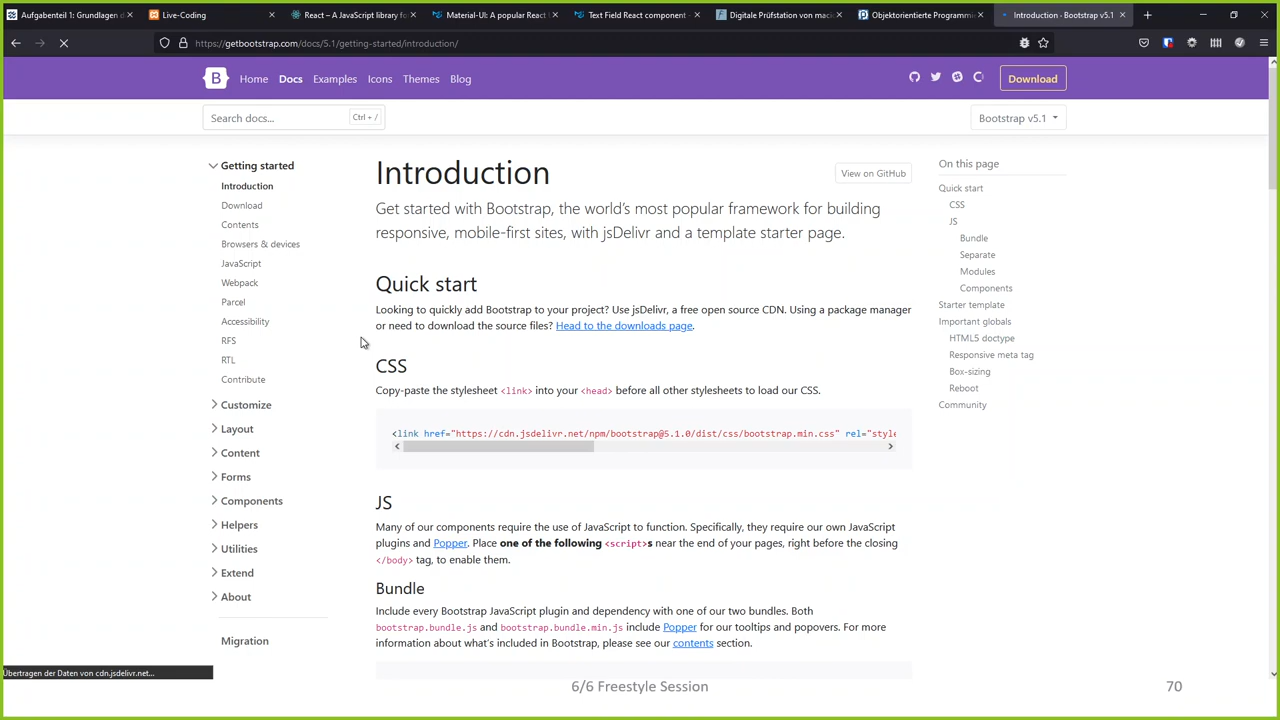 Aufgabenteil 1: Grundlagen d
Live-Coding
React – A JavaScript library fo
Material-UI: A popular React
Text Field React component
Digitale Prüfstation von mac
Objektorientierte Programmie
Introduction · Bootstrap v5.1
https://getbootstrap.com/docs/5.1/getting-started/introduction/
B
Home
Docs
Examples
Icons
Themes
Blog
Download
Search docs...
Ctrl + /
Bootstrap v5.1
Getting started
Introduction
Download
Contents
Browsers & devices
JavaScript
Webpack
Parcel
Accessibility
RFS
RTL
Contribute
Customize
Layout
Content
Forms
Components
Helpers
Utilities
Extend
About
Migration
Introduction
View on GitHub
Get started with Bootstrap, the world's most popular framework for building
responsive, mobile-first sites, with jsDelivr and a template starter page.
Quick start
Looking to quickly add Bootstrap to your project? Use jsDelivr, a free open source CDN. Using a package manager
or need to download the source files? Head to the downloads page.
CSS
Copy-paste the stylesheet <link> into your <head> before all other stylesheets to load our CSS.
<link href="https://cdn.jsdelivr.net/npm/bootstrap@5.1.0/dist/css/bootstrap.min.css" rel="style
JS
Many of our components require the use of JavaScript to function. Specifically, they require our own JavaScript
plugins and Popper. Place one of the following <script>s near the end of your pages, right before the closing
</body> tag, to enable them.
Bundle
Include every Bootstrap JavaScript plugin and dependency with one of our two bundles. Both
bootstrap.bundle.js and bootstrap.bundle.min.js include Popper for our tooltips and popovers. For more
information about what's included in Bootstrap, please see our contents section.
On this page
Quick start
CSS
JS
Bundle
Separate
Modules
Components
Starter template
Important globals
HTML5 doctype
Responsive meta tag
Box-sizing
Reboot
Community
Übertragen der Daten von cdn.jsdelivr.net...
6/6 Freestyle Session
70